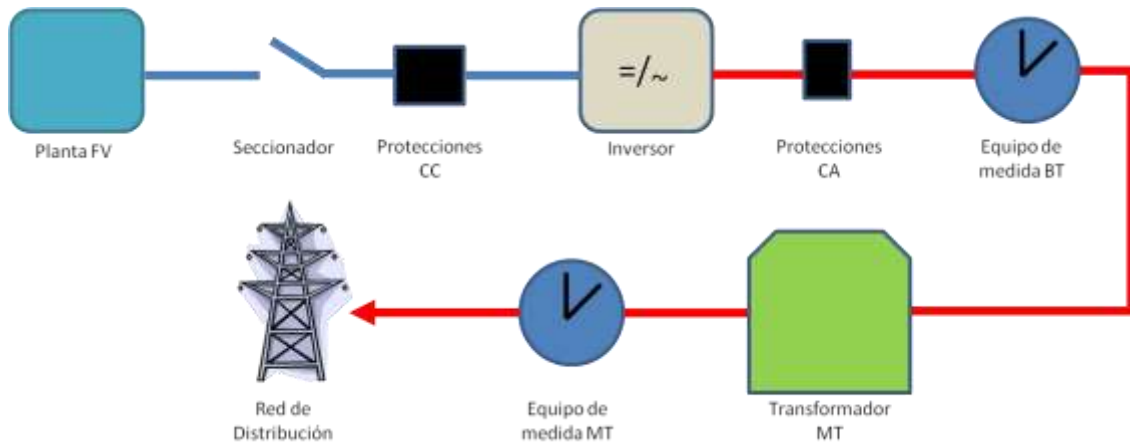 =/~
Planta FV
Seccionador
Protecciones
CC
Inversor
Protecciones
CA
Equipo de
medida BT
Red de
Distribución
Equipo de
medida MT
Transformador
MT